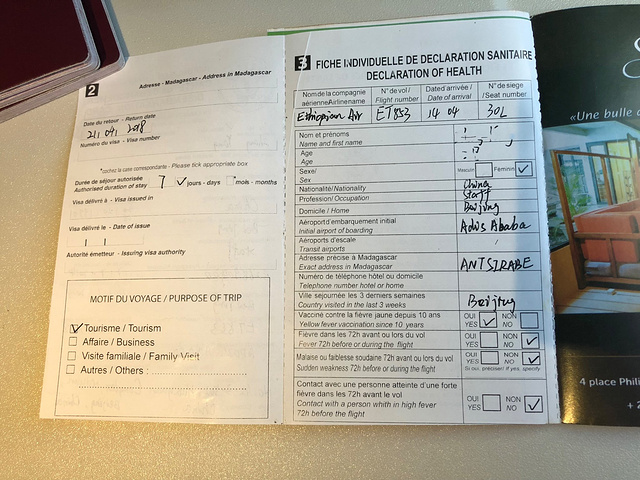 2
Adresse - Madagascar - Address in Madagascar
Date du retour - Return date
21 04 2018
Numéro du visa - Visa number
*cochez la case correspondante - Please tick appropriate box
Durée de séjour autorisée
Authorised duration of stay
7 jours - days mois - months
Visa délivré à - Visa issued in
Visa délivré le - Date of issue
Autorité émetteur - Issuing visa authority
MOTIF DU VOYAGE / PURPOSE OF TRIP
Tourisme / Tourism
Affaire / Business
Visite familiale / Family Visit
Autres / Others :
3 FICHE INDIVIDUELLE DE DECLARATION SANITAIRE
DECLARATION OF HEALTH
Nom de la compagnie
aérienne Airline name
N° de vol /
Flight number
Date d arrivée /
Date of arrival
N° de siege
/ Seat number
Ethiopian Air ET853 14 04 30L
Nom et prénoms
Name and first name
Age
Age
Sexe/
Sex
Masculin Féminin
Nationalité/Nationality China
Profession/ Occupation Staff
Domicile / Home Beijing
Aéroport d'embarquement initial
Initial airport of boarding
Addis Ababa
Aéroports d'escale
Transit airports
Adresse précise à Madagascar
Exact address in Madagascar
ANTSIRABE
Numéro de téléphone hôtel ou domicile
Telephone number hotel or home
Ville séjournée les 3 derniers semaines
Country visited in the last 3 weeks
Beijing
Vacciné contre la fièvre jaune depuis 10 ans
Yellow fever vaccination since 10 years
OUI NON
YES NO
Fièvre dans les 72h avant ou lors du vol
Fever 72h before or during the flight
OUI NON
YES NO
Malaise ou faiblesse soudaine 72h avant ou lors du vol
Sudden weakness 72h before or during the flight
OUI NON
YES NO
Si oui, préciser/ If yes, specify
Contact avec une personne atteinte d'une forte
fièvre dans les 72h avant le vol
Contact with a person whith in high fever
72h before the flight
OUI NON
YES NO
«Une bulle
4 place Phili
+ 2